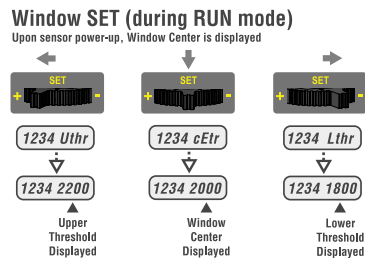 Window SET (during RUN mode)
Upon sensor power-up, Window Center is displayed
SET
+ -
1234 Uthr
1234 2200
Upper
Threshold
Displayed
SET
+ -
1234 cEtr
1234 2000
Window
Center
Displayed
SET
+ -
1234 Lthr
1234 1800
Lower
Threshold
Displayed